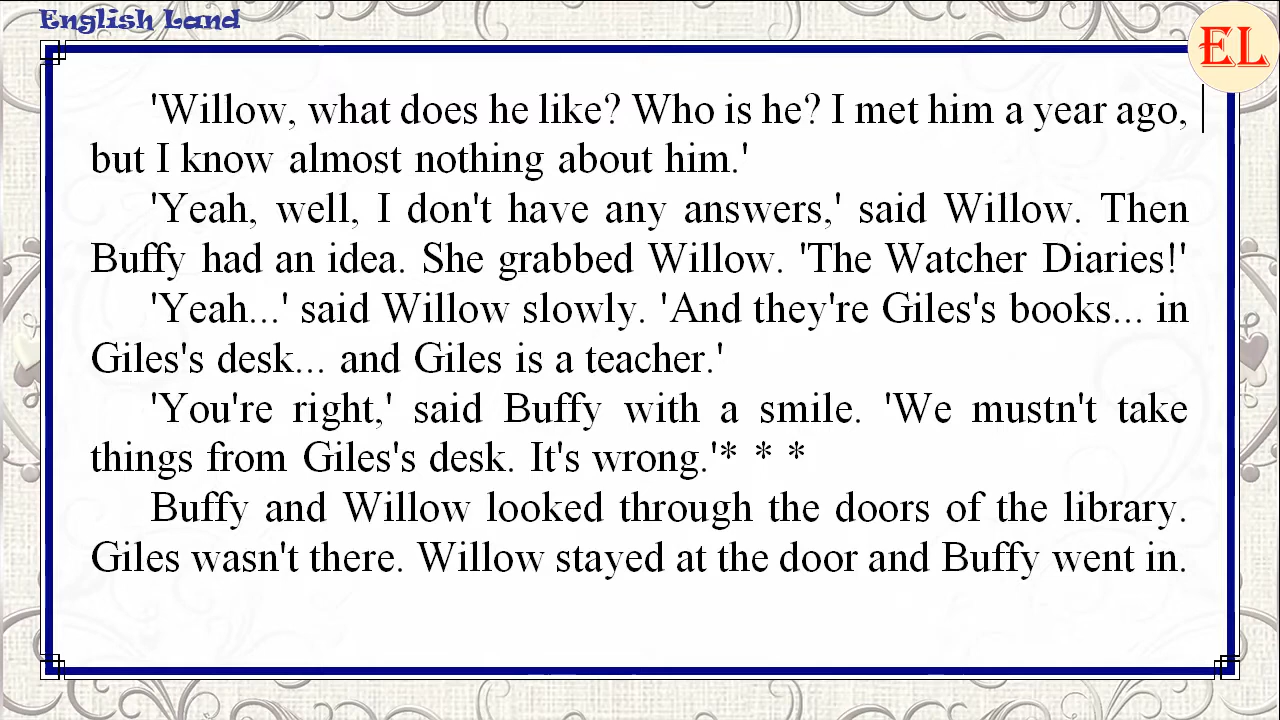 English Land
EL
'Willow, what does he like? Who is he? I met him a year ago,
but I know almost nothing about him.'
'Yeah, well, I don't have any answers,' said Willow. Then
Buffy had an idea. She grabbed Willow. 'The Watcher Diaries!'
'Yeah...' said Willow slowly. 'And they're Giles's books... in
Giles's desk... and Giles is a teacher.'
'You're right,' said Buffy with a smile. 'We mustn't take
things from Giles's desk. It's wrong.'* * *
Buffy and Willow looked through the doors of the library.
Giles wasn't there. Willow stayed at the door and Buffy went in.